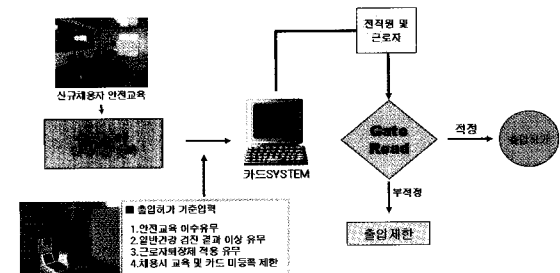 전직명 및
근로자
신규채용자 안전교육
Gate
Read
적정
출입허가
카드SYSTEM
부적정
■ 출입허가 기준입력
1.안전교육 이수유무
2.일반건강 검진 결과 이상 유무
3.근로자퇴장제 적용 유무
4.채용시 교육 및 카드 미등록 제한
출입제한